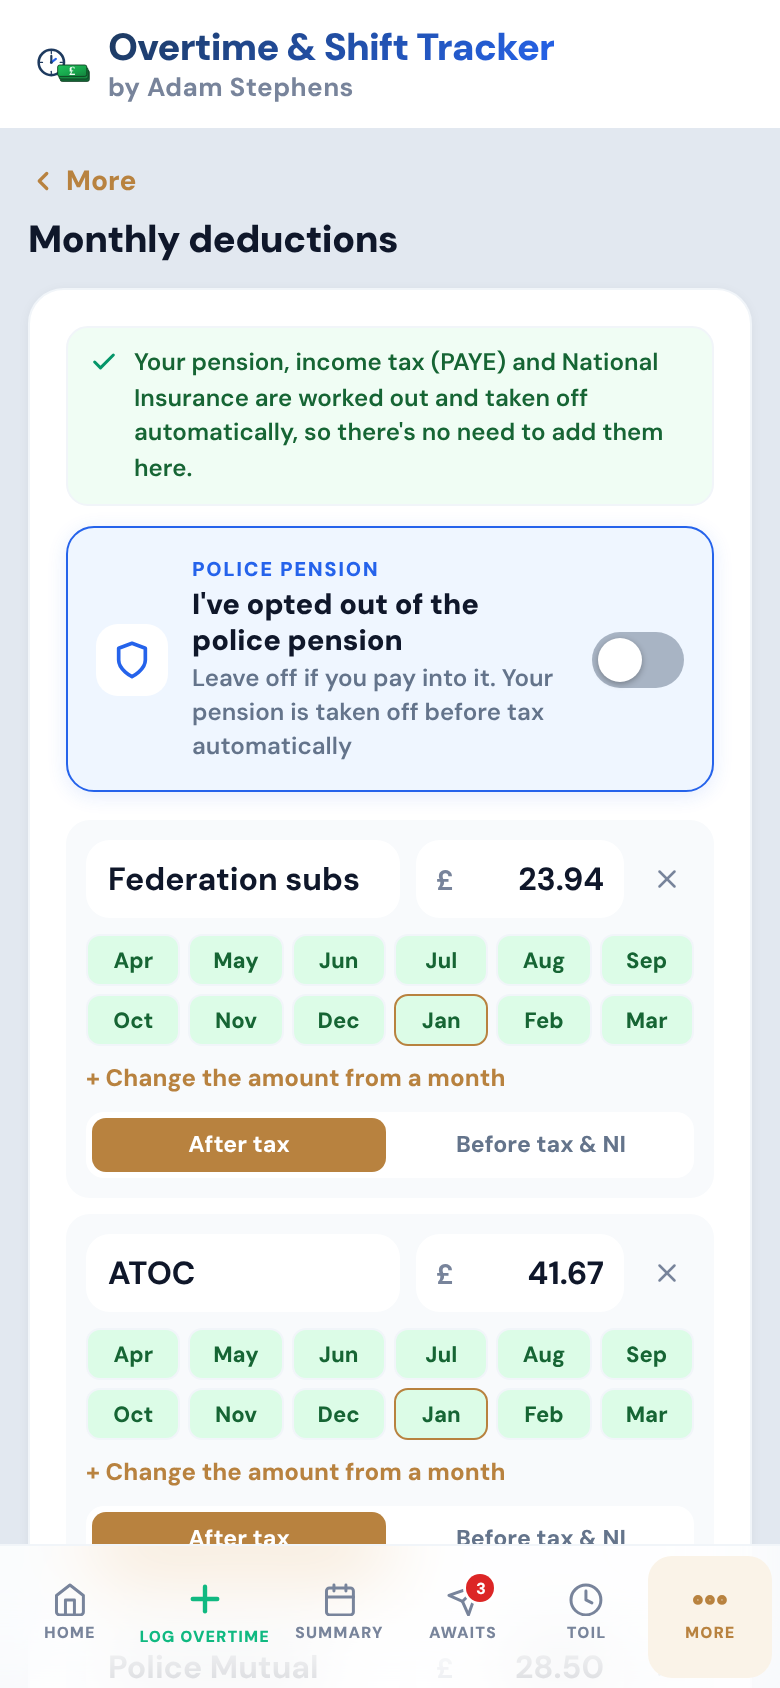 £
Overtime & Shift Tracker
by Adam Stephens
More
Monthly deductions
Your pension, income tax (PAYE) and National
Insurance are worked out and taken off
automatically, so there's no need to add them
here.
POLICE PENSION
I've opted out of the
police pension
Leave off if you pay into it. Your
pension is taken off before tax
automatically
Federation subs £ 23.94
Apr May Jun Jul Aug Sep
Oct Nov Dec Jan Feb Mar
+ Change the amount from a month
After tax Before tax & NI
ATOC £ 41.67
Apr May Jun Jul Aug Sep
Oct Nov Dec Jan Feb Mar
+ Change the amount from a month
After tax Before tax & NI
3
HOME LOG OVERTIME SUMMARY AWAITS TOIL MORE
Police Mutual £ 28.50